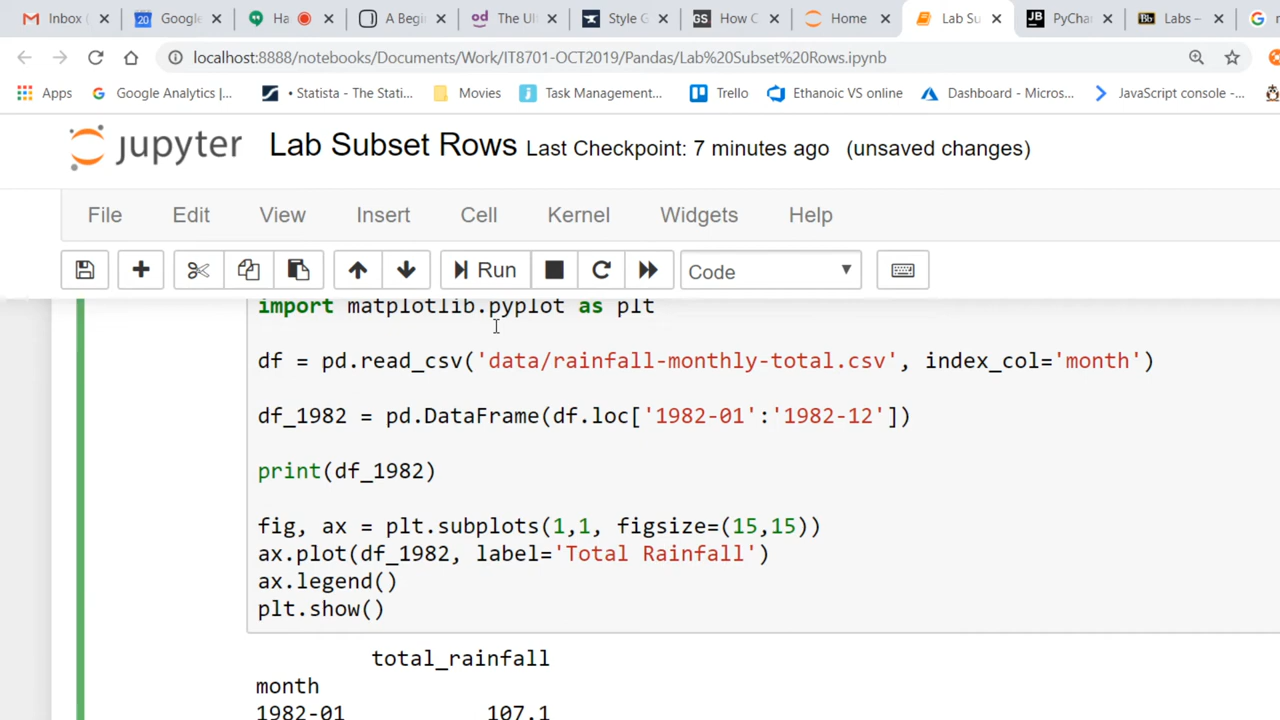 Inbox (
Google
Ha
A Begin
The Ul
Style G
How C
Home
Lab Su
PyChar
Labs –
localhost:8888/notebooks/Documents/Work/IT8701-OCT2019/Pandas/Lab%20Subset%20Rows.ipynb
Apps
Google Analytics |...
• Statista - The Stati...
Movies
Task Management...
Trello
Ethanoic VS online
Dashboard - Micros...
JavaScript console -...
jupyter Lab Subset Rows Last Checkpoint: 7 minutes ago (unsaved changes)
File Edit View Insert Cell Kernel Widgets Help
Run Code
import matplotlib.pyplot as plt
df = pd.read_csv('data/rainfall-monthly-total.csv', index_col='month')
df_1982 = pd.DataFrame(df.loc['1982-01':'1982-12'])
print(df_1982)
fig, ax = plt.subplots(1,1, figsize=(15,15))
ax.plot(df_1982, label='Total Rainfall')
ax.legend()
plt.show()
total_rainfall
month
1982-01 107.1